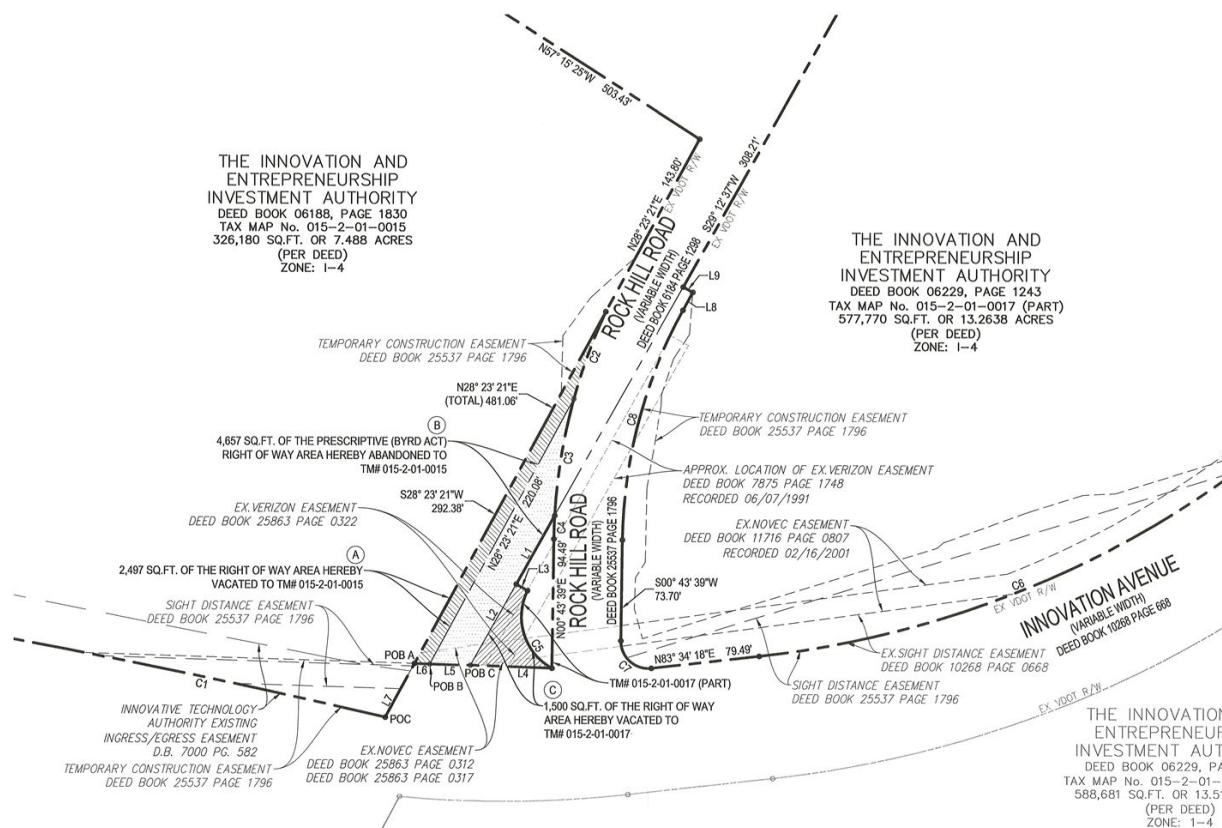 N57° 15' 25"W 503.43'
THE INNOVATION AND
ENTREPRENEURSHIP
INVESTMENT AUTHORITY
DEED BOOK 06188, PAGE 1830
TAX MAP No. 015-2-01-0015
326,180 SQ.FT. OR 7.488 ACRES
(PER DEED)
ZONE: I-4
N28° 23' 21"E 143.80'
EX VDOT R/W
ROCK HILL ROAD
(VARIABLE WIDTH)
DEED BOOK 6184 PAGE 1298
S29° 12' 37"W 308.21'
EX VDOT R/W
L9
L8
THE INNOVATION AND
ENTREPRENEURSHIP
INVESTMENT AUTHORITY
DEED BOOK 06229, PAGE 1243
TAX MAP No. 015-2-01-0017 (PART)
577,770 SQ.FT. OR 13.2638 ACRES
(PER DEED)
ZONE: I-4
TEMPORARY CONSTRUCTION EASEMENT
DEED BOOK 25537 PAGE 1796
C2
N28° 23' 21"E
(TOTAL) 481.06'
B
4,657 SQ.FT. OF THE PRESCRIPTIVE (BYRD ACT)
RIGHT OF WAY AREA HEREBY ABANDONED TO
TM# 015-2-01-0015
C3
C8
TEMPORARY CONSTRUCTION EASEMENT
DEED BOOK 25537 PAGE 1796
APPROX. LOCATION OF EX.VERIZON EASEMENT
DEED BOOK 7875 PAGE 1748
RECORDED 06/07/1991
S28° 23' 21"W
292.38'
N28° 23' 21"E 220.08'
EX.VERIZON EASEMENT
DEED BOOK 25863 PAGE 0322
C4
L1
L3
L2
C5
N00° 43' 39"E 94.49'
ROCK HILL ROAD
(VARIABLE WIDTH)
DEED BOOK 25537 PAGE 1796
EX.NOVEC EASEMENT
DEED BOOK 11716 PAGE 0807
RECORDED 02/16/2001
A
2,497 SQ.FT. OF THE RIGHT OF WAY AREA HEREBY
VACATED TO TM# 015-2-01-0015
S00° 43' 39"W
73.70'
C6
EX VDOT R/W
INNOVATION AVENUE
(VARIABLE WIDTH)
DEED BOOK 10268 PAGE 668
SIGHT DISTANCE EASEMENT
DEED BOOK 25537 PAGE 1796
POB A
L6
L5
POB B
POB C
L4
C7
N83° 34' 18"E 79.49'
EX.SIGHT DISTANCE EASEMENT
DEED BOOK 10268 PAGE 0668
SIGHT DISTANCE EASEMENT
DEED BOOK 25537 PAGE 1796
TM# 015-2-01-0017 (PART)
C
1,500 SQ.FT. OF THE RIGHT OF WAY
AREA HEREBY VACATED TO
TM# 015-2-01-0017
C1
L7
POC
INNOVATIVE TECHNOLOGY
AUTHORITY EXISTING
INGRESS/EGRESS EASEMENT
D.B. 7000 PG. 582
TEMPORARY CONSTRUCTION EASEMENT
DEED BOOK 25537 PAGE 1796
EX.NOVEC EASEMENT
DEED BOOK 25863 PAGE 0312
DEED BOOK 25863 PAGE 0317
EX VDOT R/W
THE INNOVATION
ENTREPRENEUR
INVESTMENT AUT
DEED BOOK 06229, PA
TAX MAP No. 015-2-01-
588,681 SQ.FT. OR 13.51
(PER DEED)
ZONE: 1-4